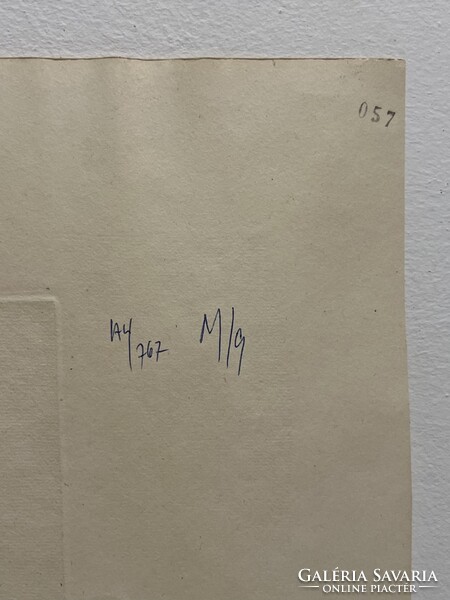 057
144/767 M/9
GALÉRIA SAVARIA
ONLINE PIACTÉR